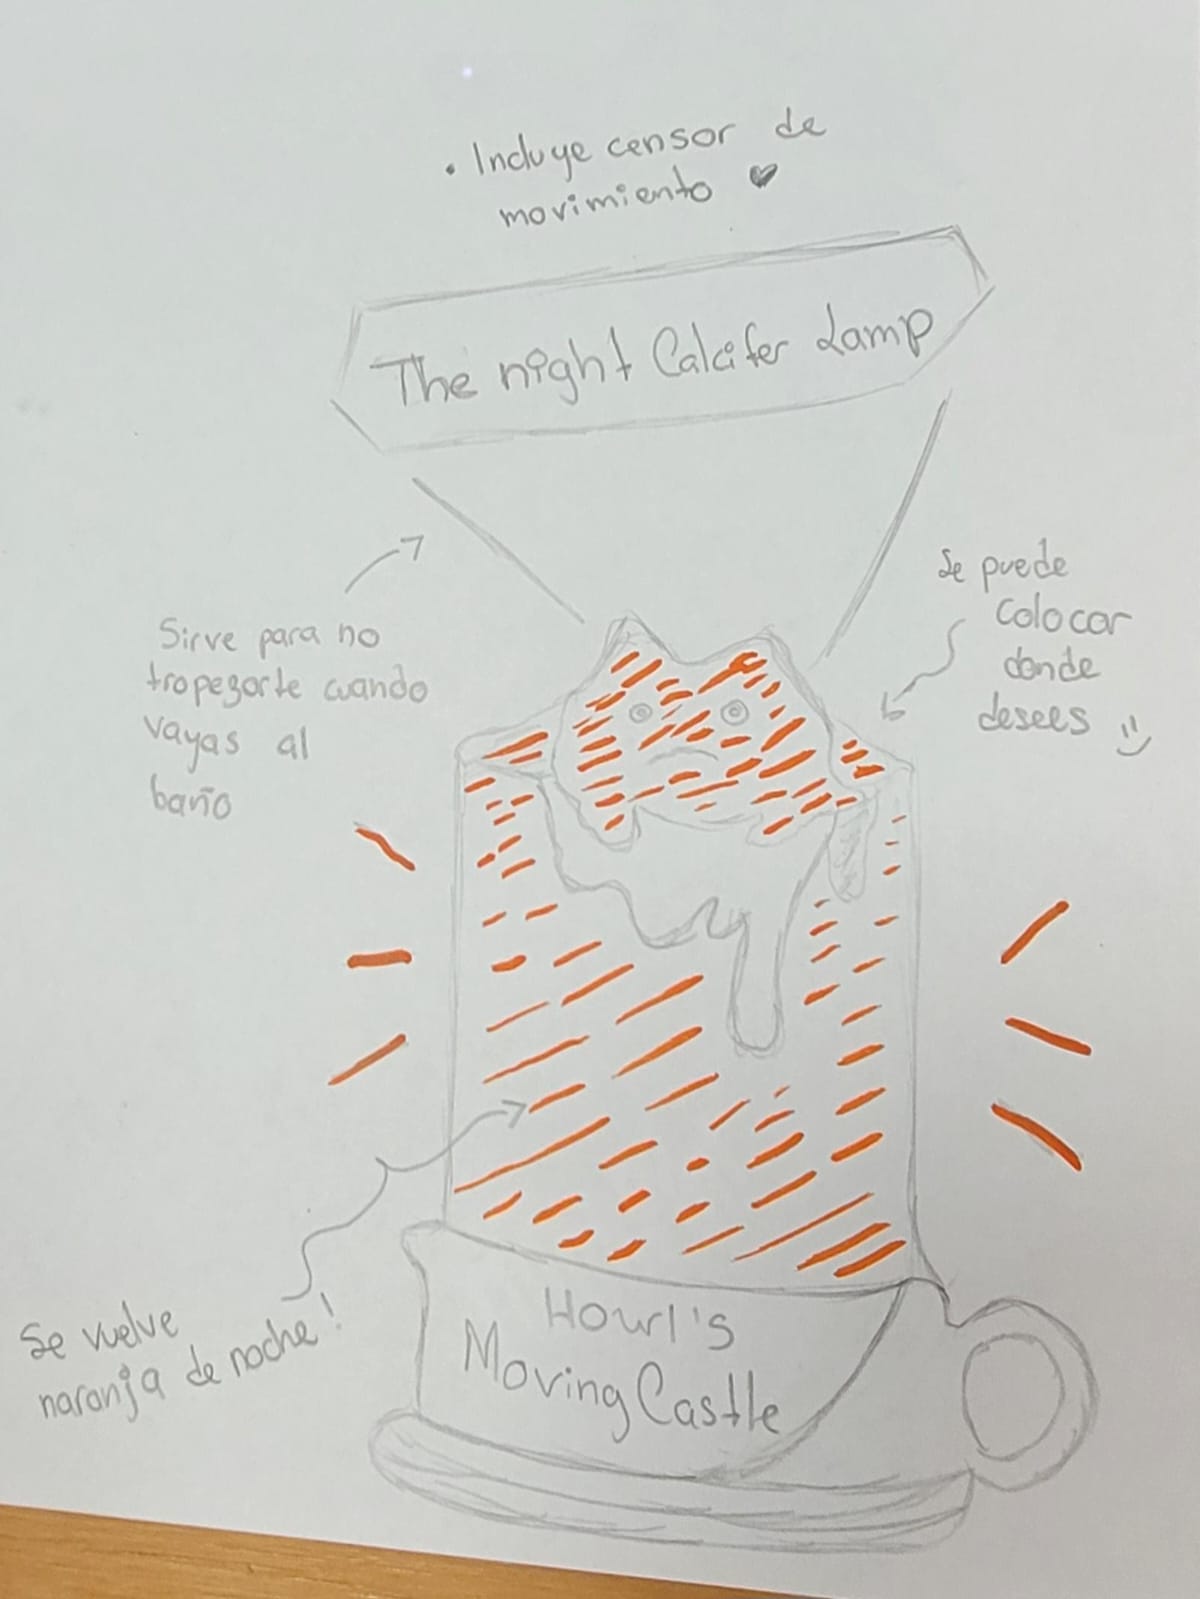 • Incluye censor de
movimiento ♥
The night Calcifer Lamp
Se puede
colocar
donde
desees :)
Sirve para no
tropezarte cuando
vayas al
baño
Se vuelve
naranja de noche!
Howl's
Moving Castle